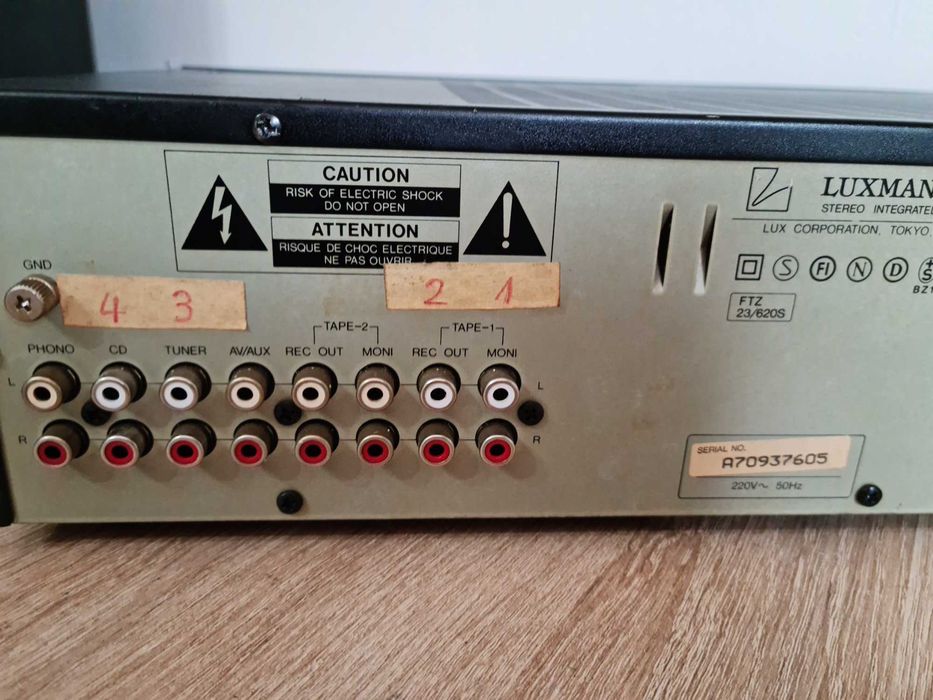 CAUTION
RISK OF ELECTRIC SHOCK
DO NOT OPEN
ATTENTION
RISQUE DE CHOC ELECTRIQUE
NE PAS OUVRIR
LUXMAN
STEREO INTEGRATED
LUX CORPORATION, TOKYO,
S FI N D +S
BZ1
FTZ
23/620S
GND
4 3
2 1
TAPE-2 TAPE-1
PHONO CD TUNER AV/AUX REC OUT MONI REC OUT MONI
L L
R R
SERIAL NO.
A70937605
220V~ 50Hz